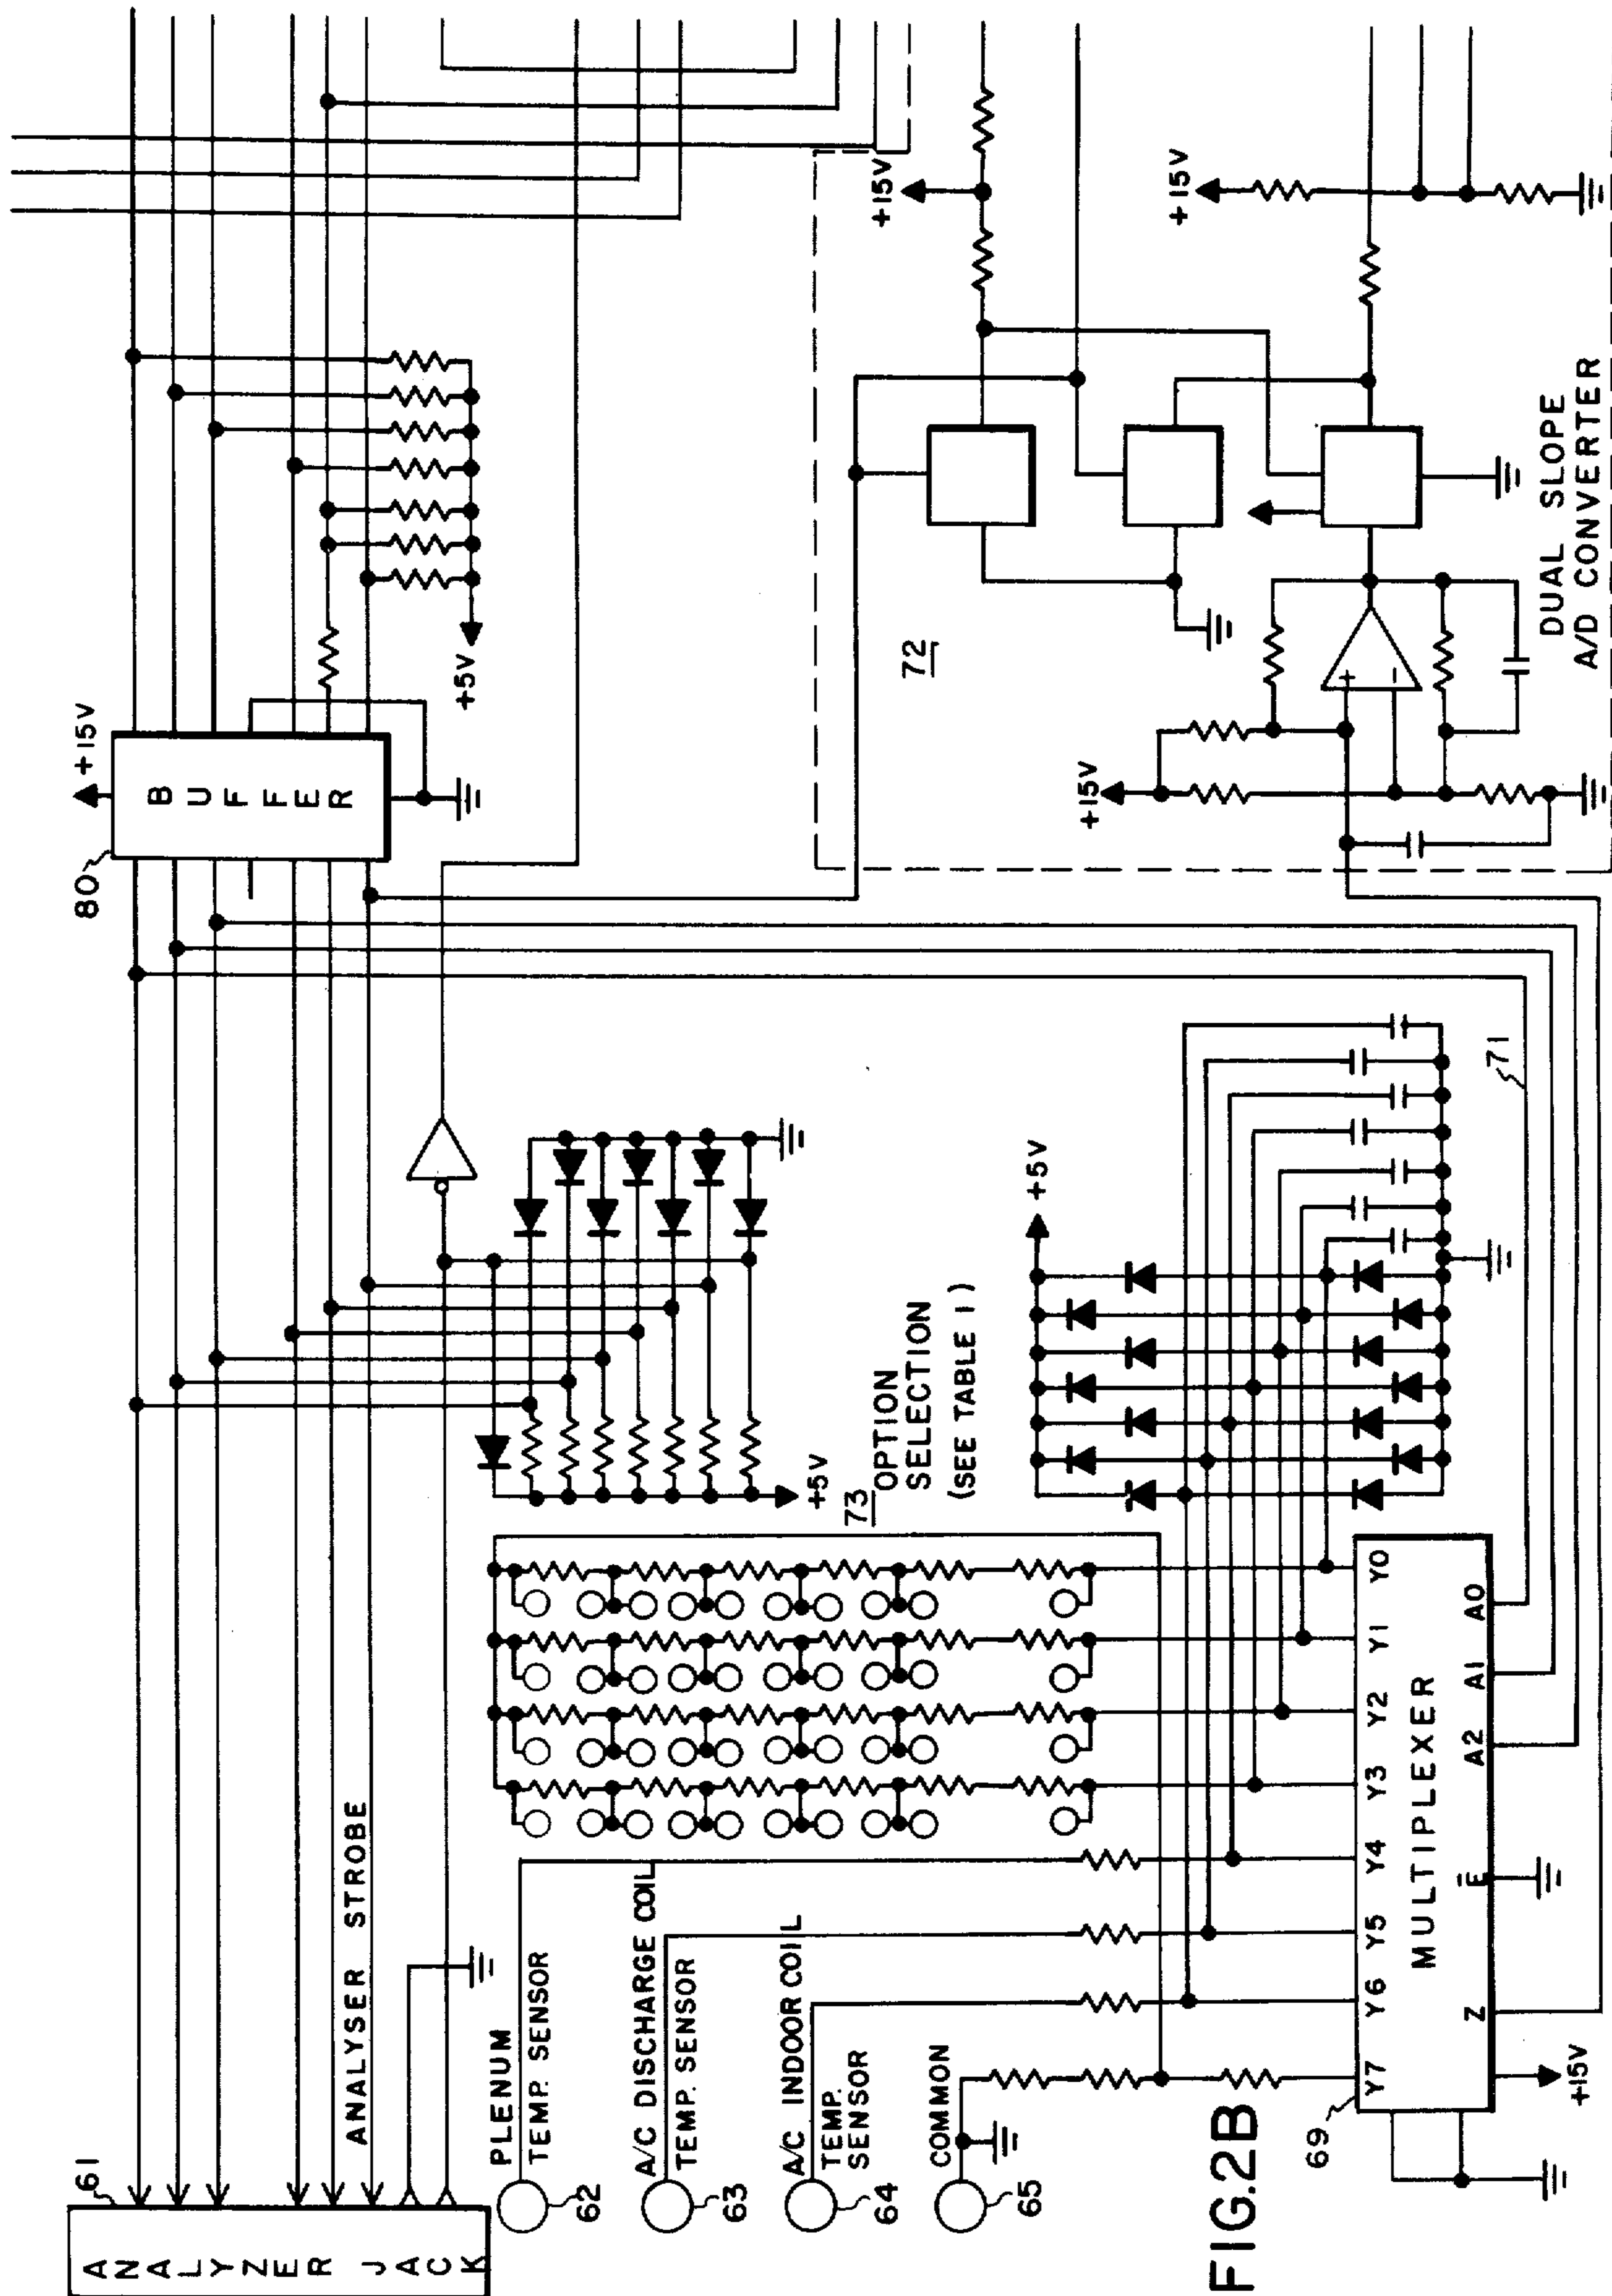 61
ANALYZER JACK
ANALYSER STROBE
80
BUFFER
+15V
+5V
+15V
+15V
72
+15V
DUAL SLOPE
A/D CONVERTER
PLENUM
TEMP. SENSOR
62
A/C DISCHARGE COIL
TEMP. SENSOR
63
A/C INDOOR COIL
TEMP.
SENSOR
64
COMMON
65
+5V
73
OPTION
SELECTION
(SEE TABLE 1)
+5V
71
69
Y7 Y6 Y5 Y4 Y3 Y2 Y1 Y0
MULTIPLEXER
Z E A2 A1 A0
+15V
FIG.2B